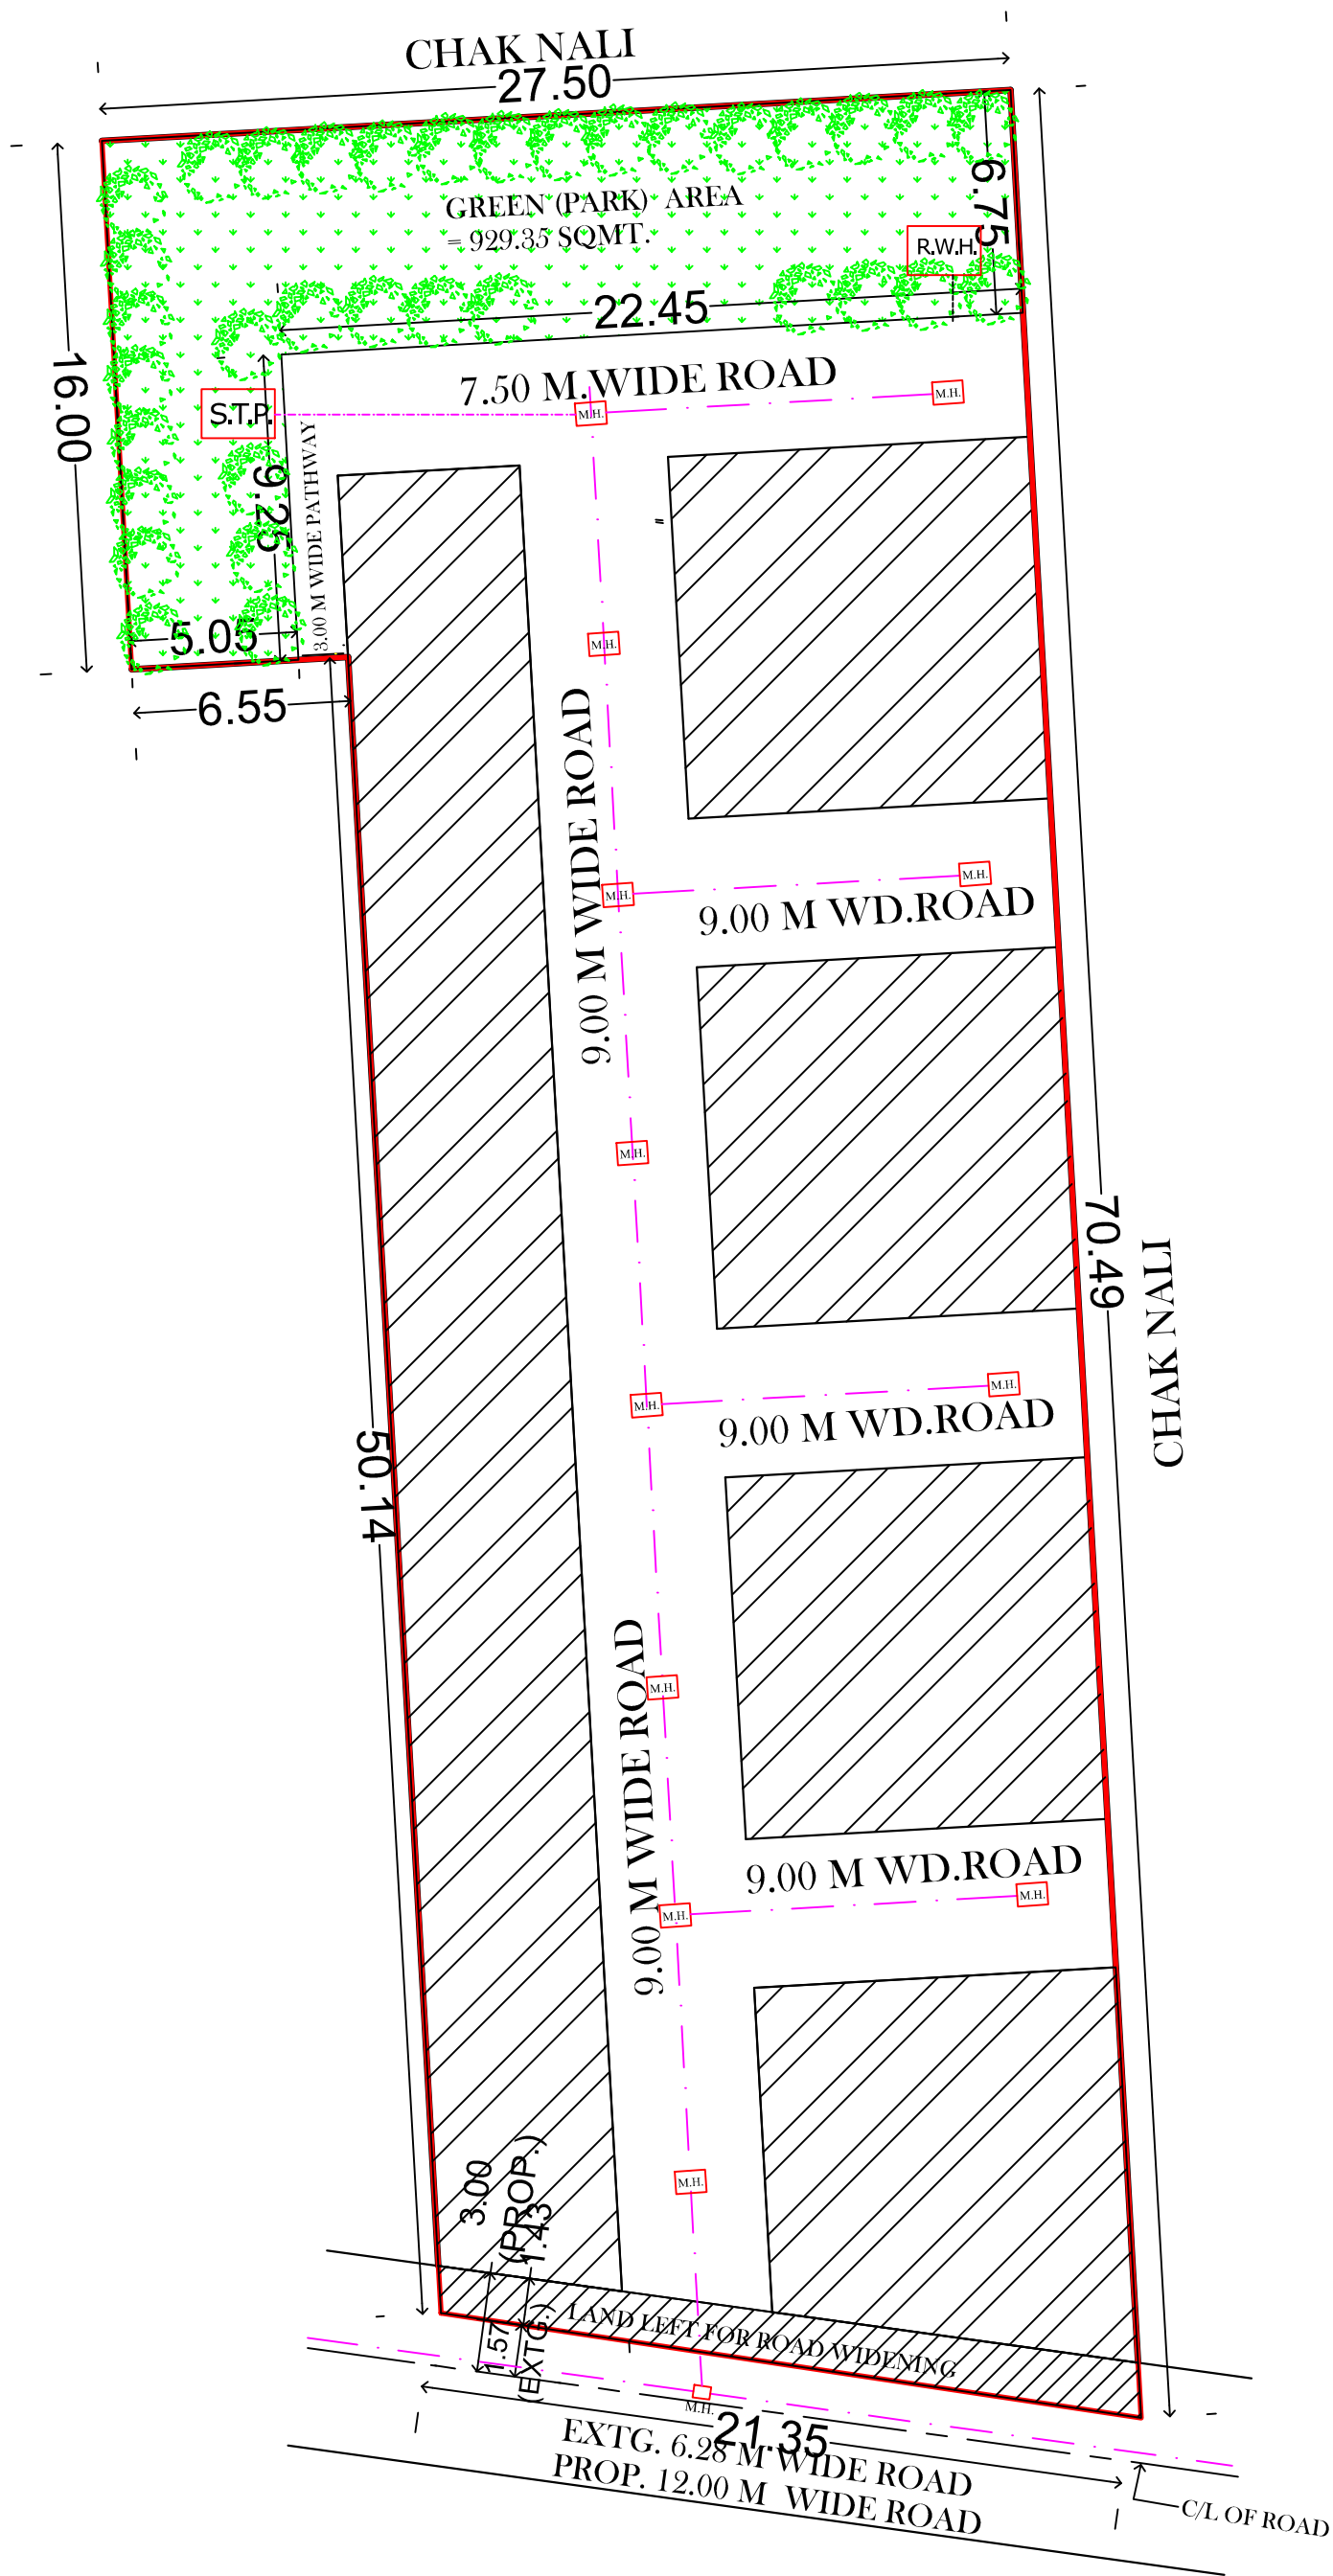 CHAK NALI
27.50
GREEN (PARK) AREA
= 929.35 SQMT.
6.75
R.W.H.
22.45
16.00
7.50 M.WIDE ROAD
S.T.P.
M.H.
M.H.
9.25
3.00 M WIDE PATHWAY
5.05
6.55
M.H.
9.00 M WIDE ROAD
M.H.
M.H.
9.00 M WD.ROAD
M.H.
70.49
CHAK NALI
50.14
M.H.
M.H.
9.00 M WD.ROAD
9.00 M WIDE ROAD
M.H.
9.00 M WD.ROAD
M.H.
M.H.
3.00
(PROP.)
1.43
M.H.
1.57
(EXTG.)
LAND LEFT FOR ROAD WIDENING
M.H.
21.35
EXTG. 6.28 M WIDE ROAD
PROP. 12.00 M WIDE ROAD
C/L OF ROAD